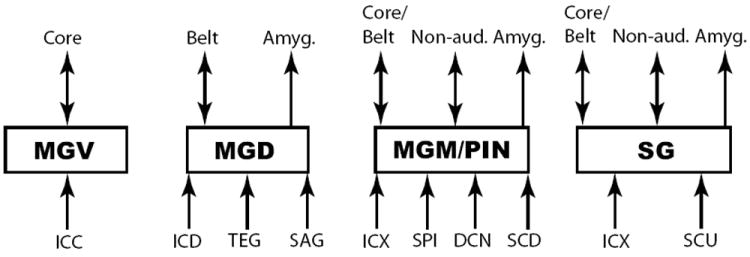 Core Belt Amyg. Core/ Belt Non-aud. Amyg. Core/ Belt Non-aud. Amyg.
MGV MGD MGM/PIN SG
ICC ICD TEG SAG ICX SPI DCN SCD ICX SCU